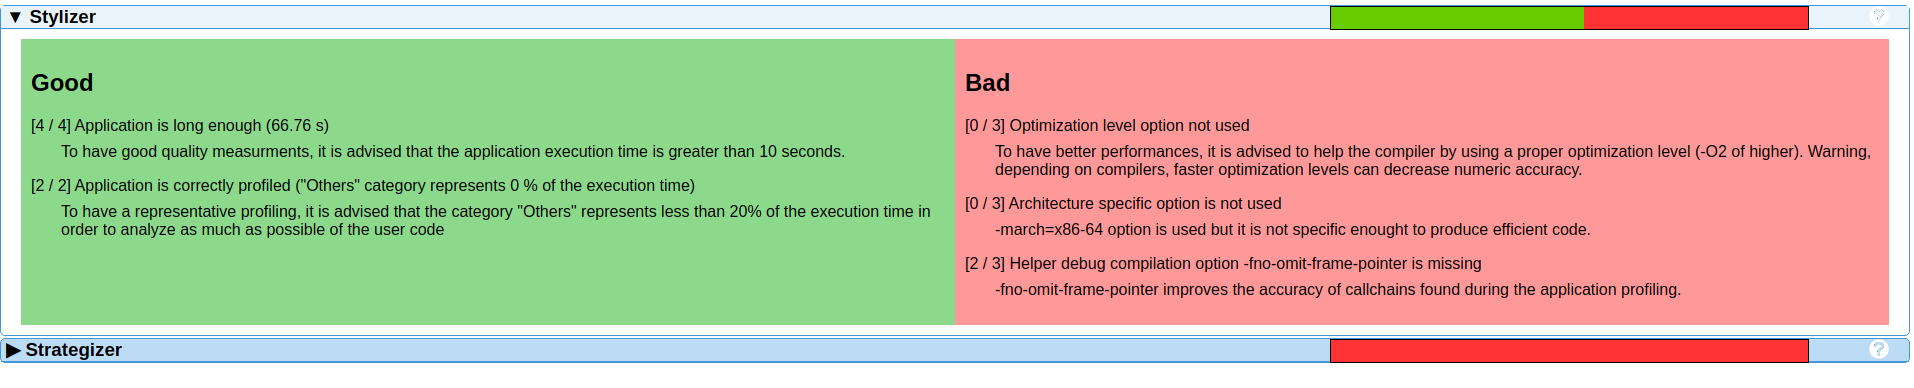 ▼ Stylizer
?
Good
[4 / 4] Application is long enough (66.76 s)
To have good quality measurments, it is advised that the application execution time is greater than 10 seconds.
[2 / 2] Application is correctly profiled ("Others" category represents 0 % of the execution time)
To have a representative profiling, it is advised that the category "Others" represents less than 20% of the execution time in
order to analyze as much as possible of the user code
Bad
[0 / 3] Optimization level option not used
To have better performances, it is advised to help the compiler by using a proper optimization level (-O2 of higher). Warning,
depending on compilers, faster optimization levels can decrease numeric accuracy.
[0 / 3] Architecture specific option is not used
-march=x86-64 option is used but it is not specific enought to produce efficient code.
[2 / 3] Helper debug compilation option -fno-omit-frame-pointer is missing
-fno-omit-frame-pointer improves the accuracy of callchains found during the application profiling.
▶ Strategizer
?